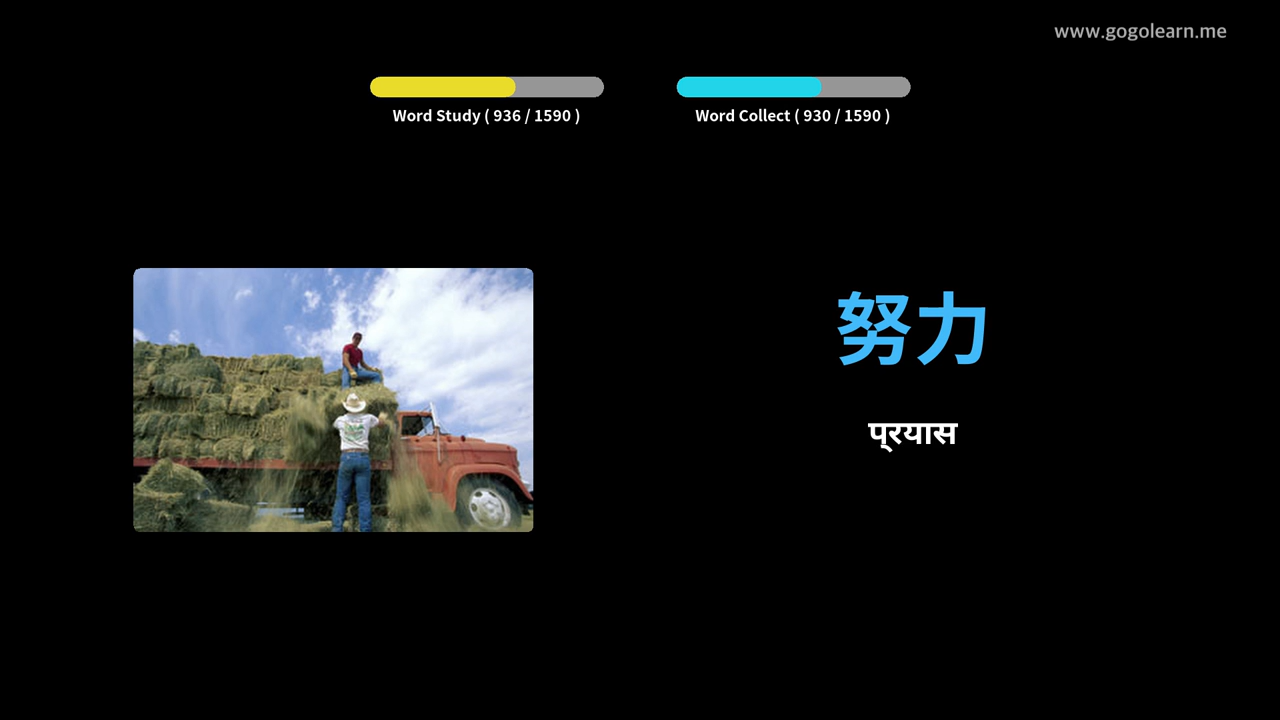 www.gogolearn.me
Word Study ( 936 / 1590 )
Word Collect ( 930 / 1590 )
努力
प्रयास